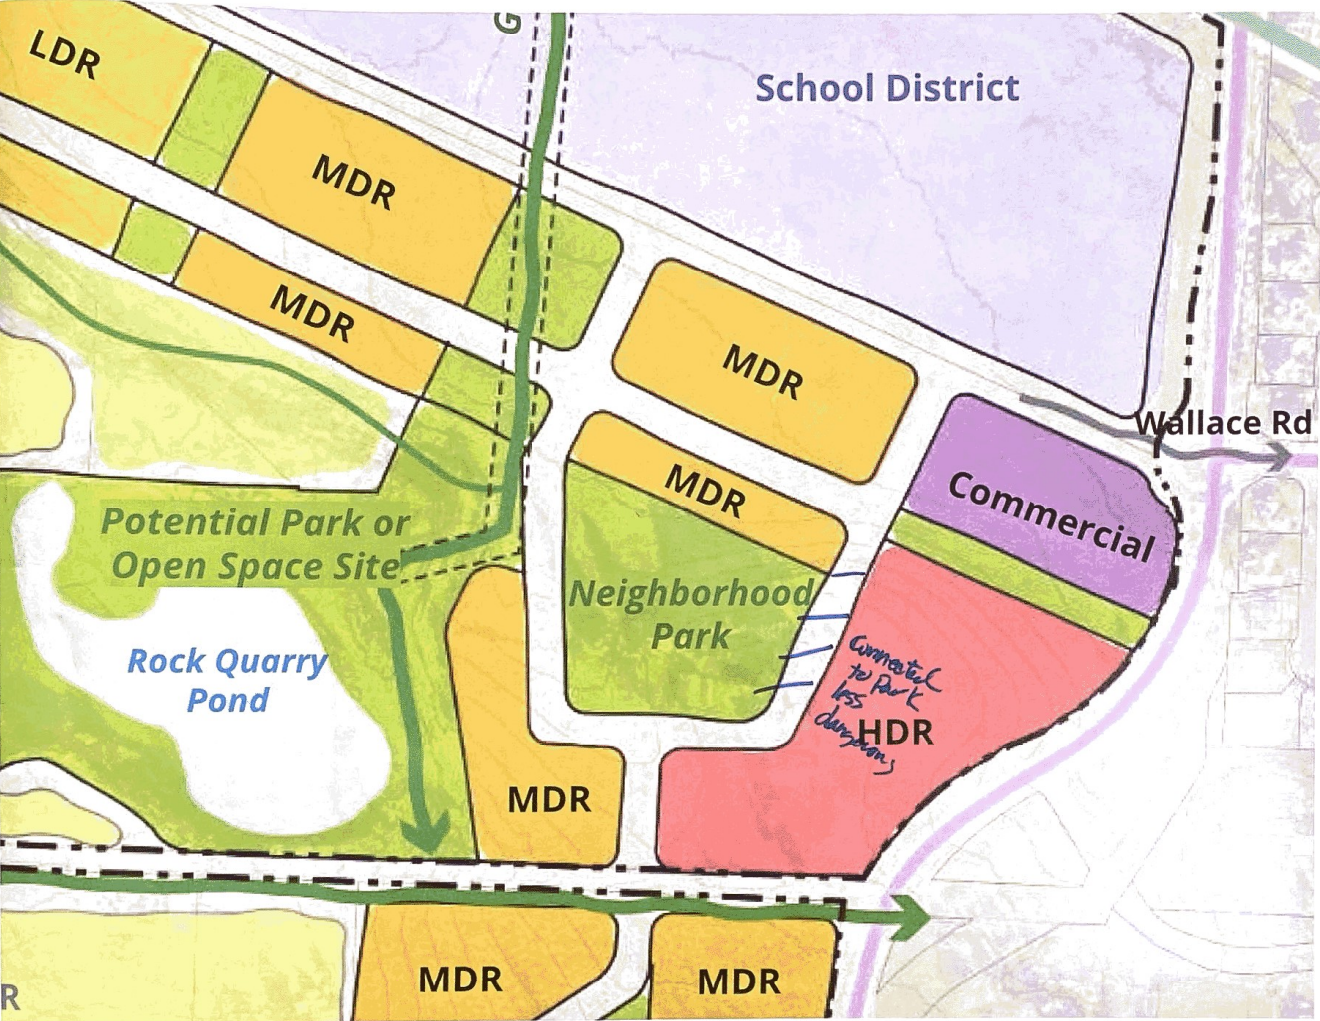 G
LDR
School District
MDR
MDR
MDR
Wallace Rd
MDR
Commercial
Potential Park or
Open Space Site
Neighborhood
Park
Rock Quarry
Pond
Connected
to Park
less
dangerous
HDR
MDR
MDR
MDR
R